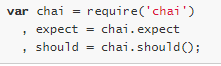 var chai = require('chai')
  , expect = chai.expect
  , should = chai.should();